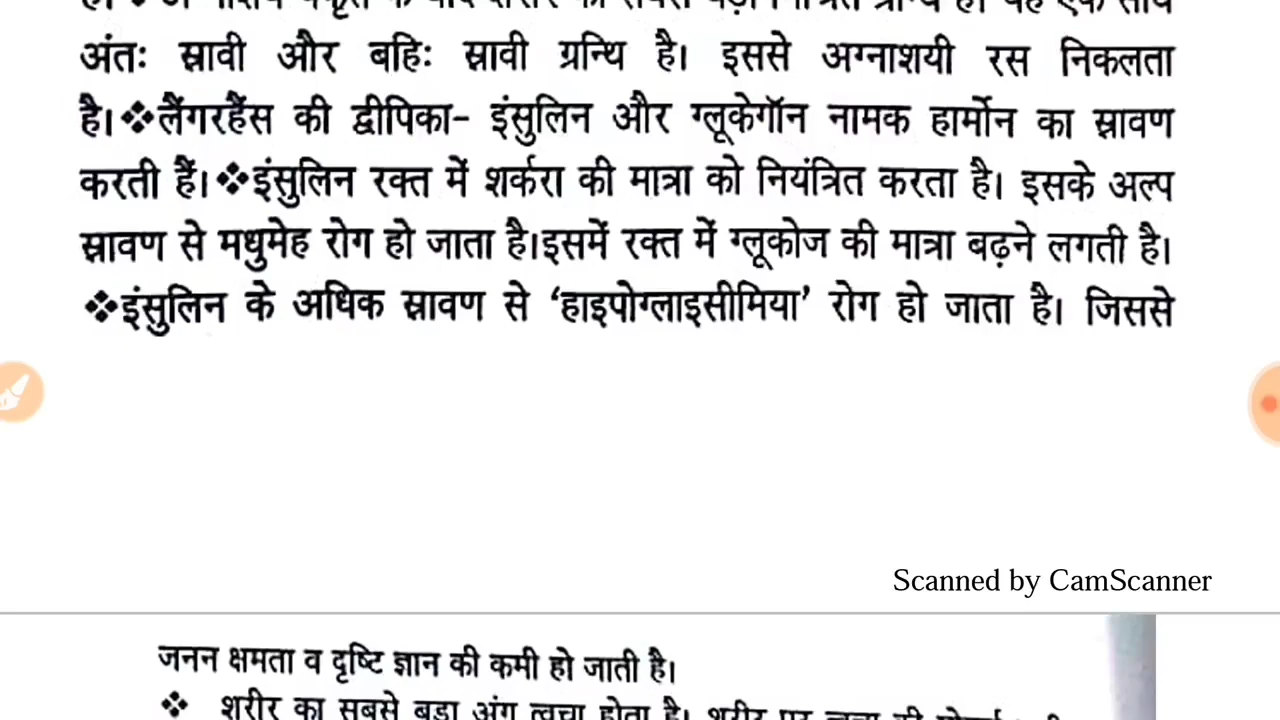 अंतः स्रावी और बहिः स्रावी ग्रन्थि है। इससे अग्नाशयी रस निकलता
है।❖लैंगरहैंस की द्वीपिका- इंसुलिन और ग्लूकेगॉन नामक हार्मोन का स्रावण
करती हैं।❖इंसुलिन रक्त में शर्करा की मात्रा को नियंत्रित करता है। इसके अल्प
स्रावण से मधुमेह रोग हो जाता है।इसमें रक्त में ग्लूकोज की मात्रा बढ़ने लगती है।
❖इंसुलिन के अधिक स्रावण से ‘हाइपोग्लाइसीमिया’ रोग हो जाता है। जिससे
Scanned by CamScanner
जनन क्षमता व दृष्टि ज्ञान की कमी हो जाती है।
❖ शरीर का सबसे बड़ा अंग त्वचा होता है। शरीर पर